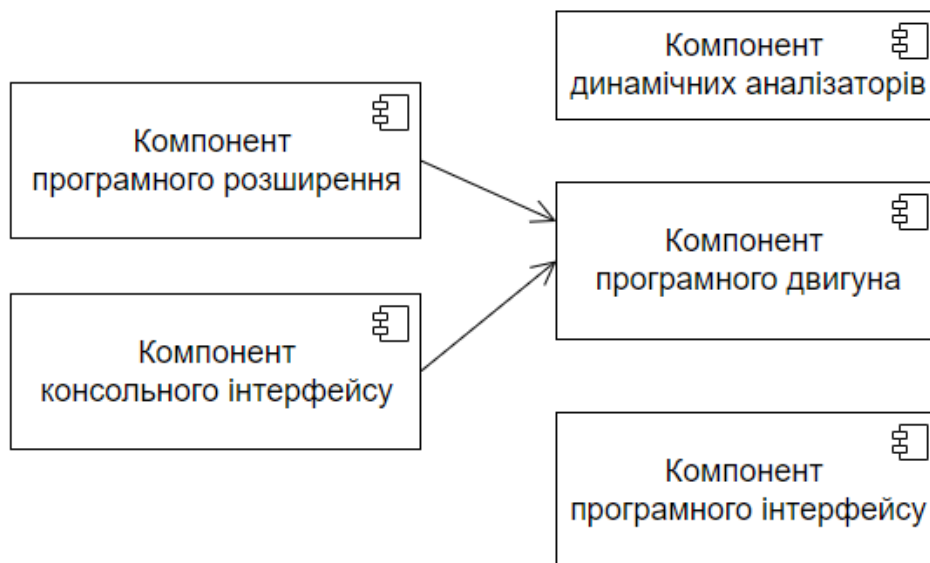 Компонент
динамічних аналізаторів
Компонент
програмного розширення
Компонент
програмного двигуна
Компонент
консольного інтерфейсу
Компонент
програмного інтерфейсу